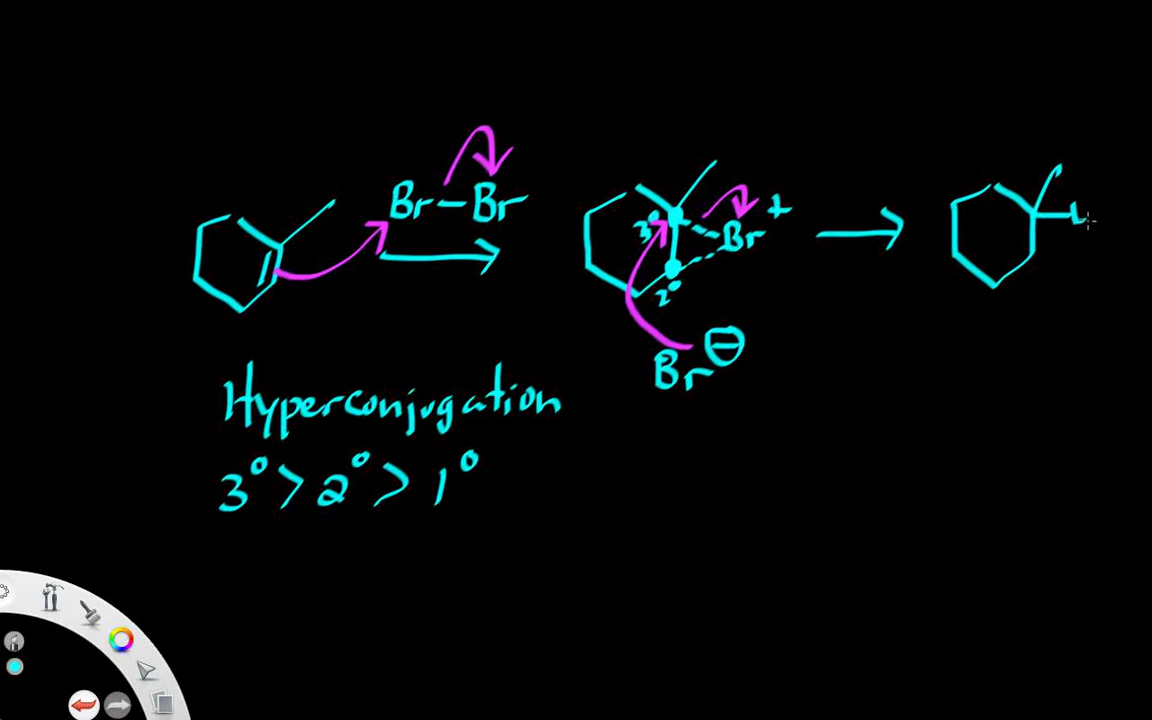 Br-Br
3°
Br+
2°
Br⊖
Hyperconjugation
3° > 2° > 1°